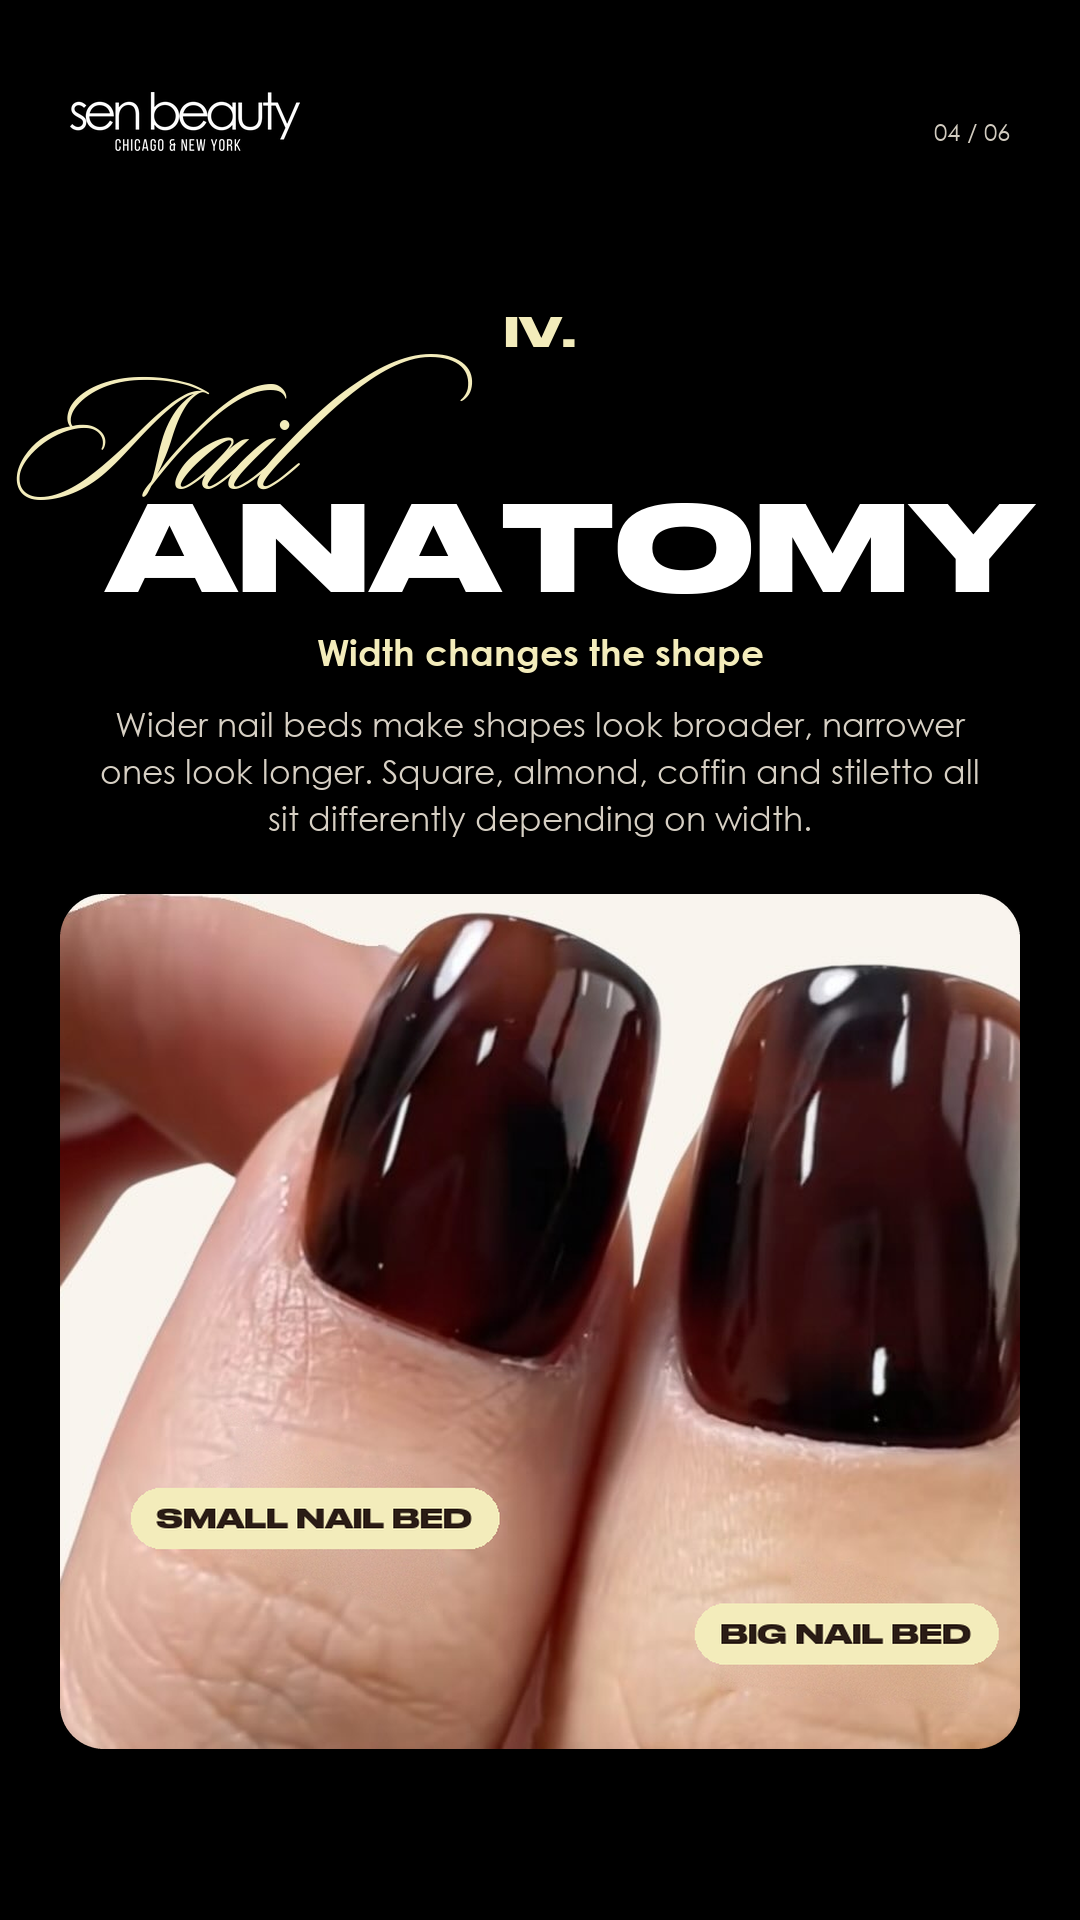 sen beauty
CHICAGO & NEW YORK
04 / 06
IV.
Nail
ANATOMY
Width changes the shape
Wider nail beds make shapes look broader, narrower
ones look longer. Square, almond, coffin and stiletto all
sit differently depending on width.
SMALL NAIL BED
BIG NAIL BED